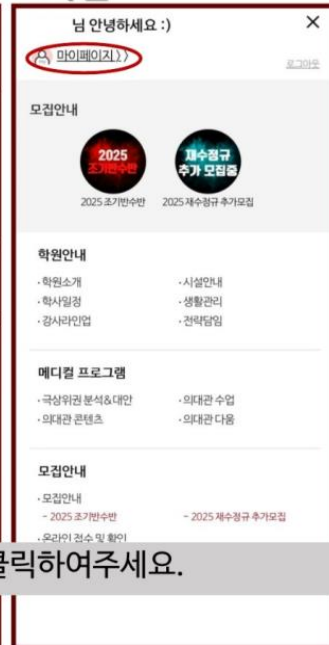 님 안녕하세요 :)
마이페이지 〉〉
로그아웃
모집안내
2025
조기반수반
재수정규
추가 모집중
2025 조기반수반
2025 재수정규 추가모집
학원안내
· 학원소개
· 시설안내
· 학사일정
· 생활관리
· 강사라인업
· 전략담임
메디컬 프로그램
· 극상위권 분석&대안
· 의대관 수업
· 의대관 콘텐츠
· 의대관 다움
모집안내
· 모집안내
- 2025 조기반수반
- 2025 재수정규 추가모집
· 온라인 접수 및 확인
클릭하여주세요.